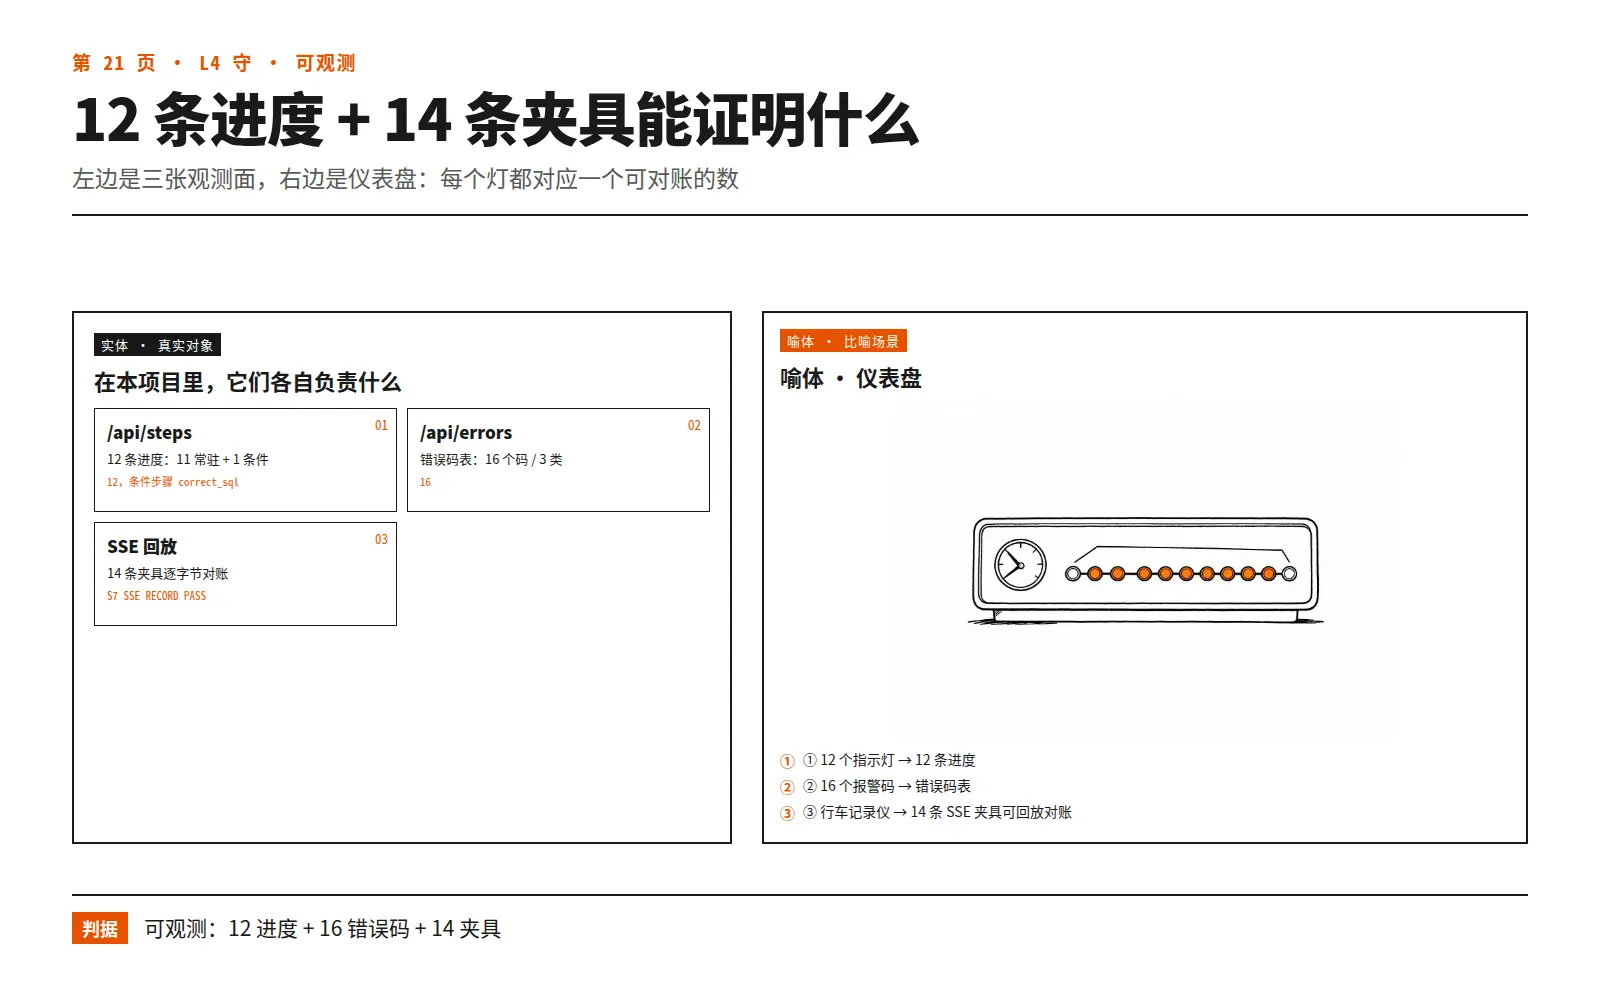 第 21 页 · L4 守 · 可观测
12 条进度 + 14 条夹具能证明什么
左边是三张观测面，右边是仪表盘：每个灯都对应一个可对账的数
实体 · 真实对象
在本项目里，它们各自负责什么
/api/steps
01
12 条进度：11 常驻 + 1 条件
12，条件步骤 correct_sql
/api/errors
02
错误码表：16 个码 / 3 类
16
SSE 回放
03
14 条夹具逐字节对账
S7 SSE RECORD PASS
喻体 · 比喻场景
喻体 · 仪表盘
① ① 12 个指示灯 → 12 条进度
② ② 16 个报警码 → 错误码表
③ ③ 行车记录仪 → 14 条 SSE 夹具可回放对账
判据 可观测：12 进度 + 16 错误码 + 14 夹具